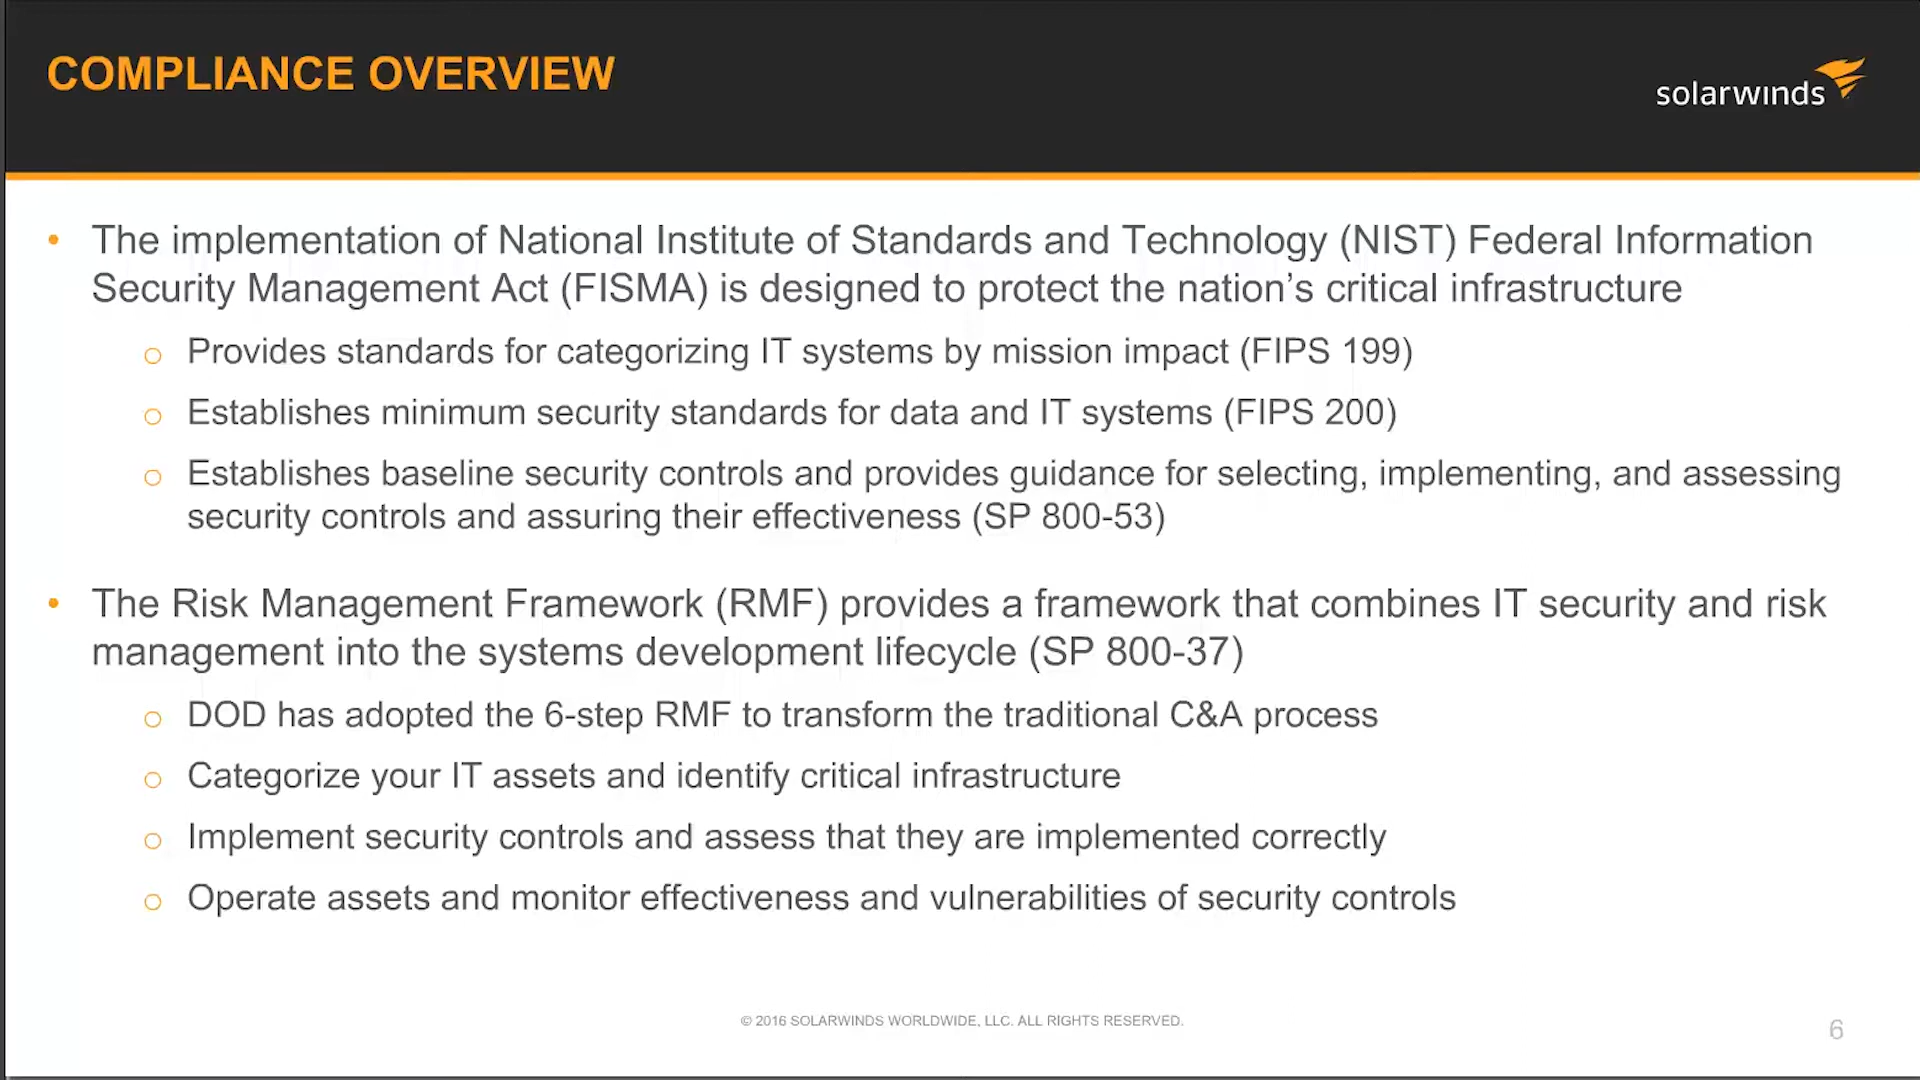 COMPLIANCE OVERVIEW
solarwinds
• The implementation of National Institute of Standards and Technology (NIST) Federal Information
Security Management Act (FISMA) is designed to protect the nation’s critical infrastructure
o Provides standards for categorizing IT systems by mission impact (FIPS 199)
o Establishes minimum security standards for data and IT systems (FIPS 200)
o Establishes baseline security controls and provides guidance for selecting, implementing, and assessing
security controls and assuring their effectiveness (SP 800-53)
• The Risk Management Framework (RMF) provides a framework that combines IT security and risk
management into the systems development lifecycle (SP 800-37)
o DOD has adopted the 6-step RMF to transform the traditional C&A process
o Categorize your IT assets and identify critical infrastructure
o Implement security controls and assess that they are implemented correctly
o Operate assets and monitor effectiveness and vulnerabilities of security controls
© 2016 SOLARWINDS WORLDWIDE, LLC. ALL RIGHTS RESERVED.
6